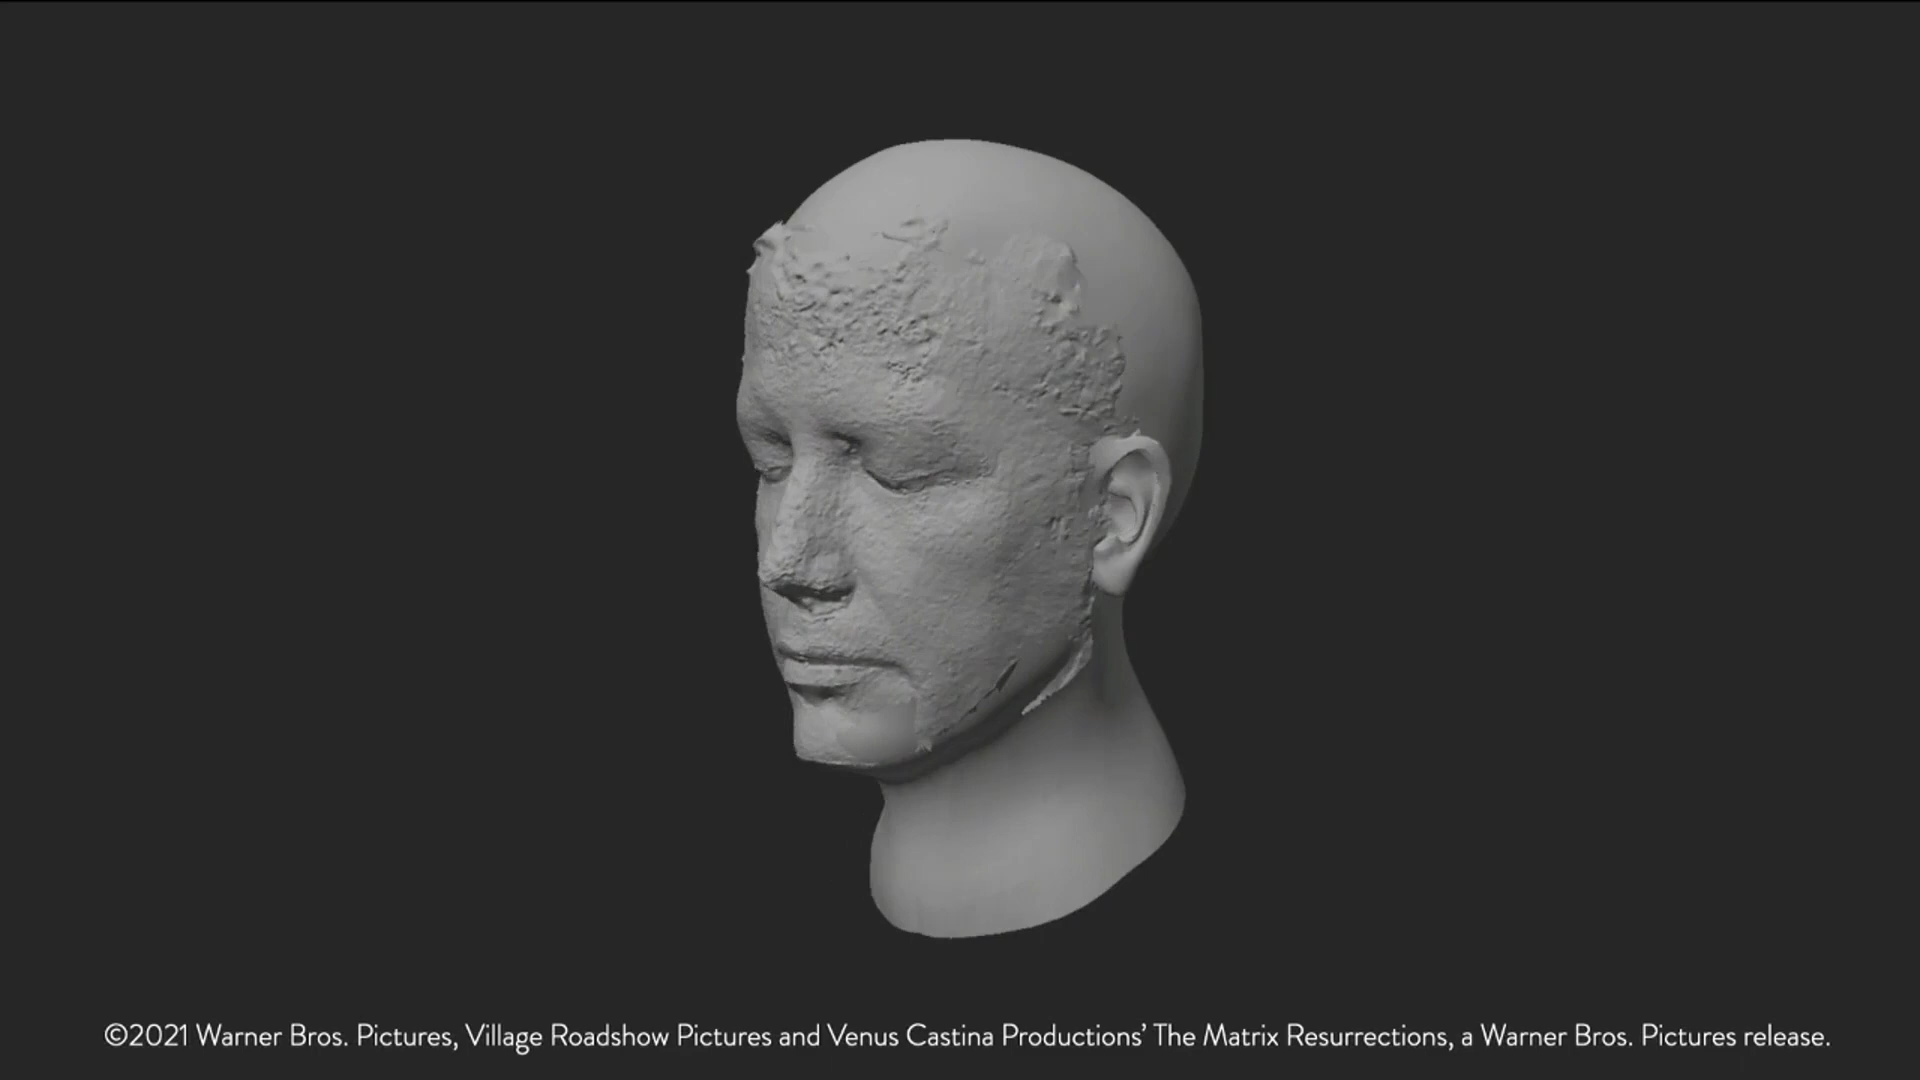 ©2021 Warner Bros. Pictures, Village Roadshow Pictures and Venus Castina Productions’ The Matrix Resurrections, a Warner Bros. Pictures release.